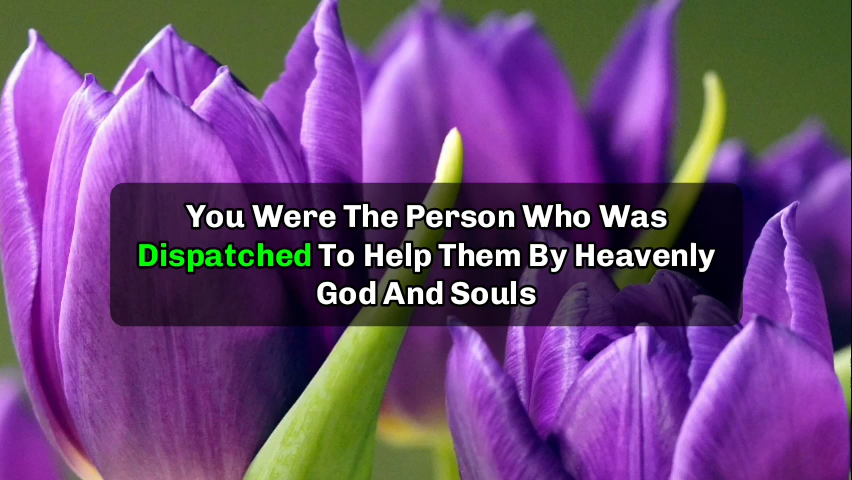 You Were The Person Who Was
Dispatched To Help Them By Heavenly
God And Souls